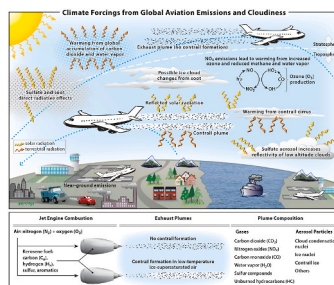 Climate Forcings from Global Aviation Emissions and Cloudiness
Warming from global
accumulation of carbon
dioxide and water vapor
Exhaust plume (no contrail formation)
Stratosphe
Tropopau
NOx emissions lead to warming from increased
ozone and reduced methane and water vapor
Ozone (O3)
production
Possible ice cloud
changes from soot
Sulfate and soot
direct radiative effects
Reflected solar radiation
Warming from contrail cirrus
Contrail plume
Sulfate aerosol increases
reflectivity of low altitude clouds
solar radiation
terrestrial radiation
Near-ground emissions
Jet Engine Combustion
Exhaust Plumes
Plume Composition
Air: nitrogen (N2) + oxygen (O2)
Kerosene fuel:
carbon (C),
hydrogen (H),
sulfur, aromatics
No contrail formation
Contrail formation in low-temperature
ice-supersaturated air
Gases
Carbon dioxide (CO2)
Nitrogen oxides (NOx)
Carbon monoxide (CO)
Water vapor (H2O)
Sulfur compounds
Unburned hydrocarbons (HC)
Aerosol Particles
Cloud condensatio
nuclei
Ice nuclei
Contrail ice
Others